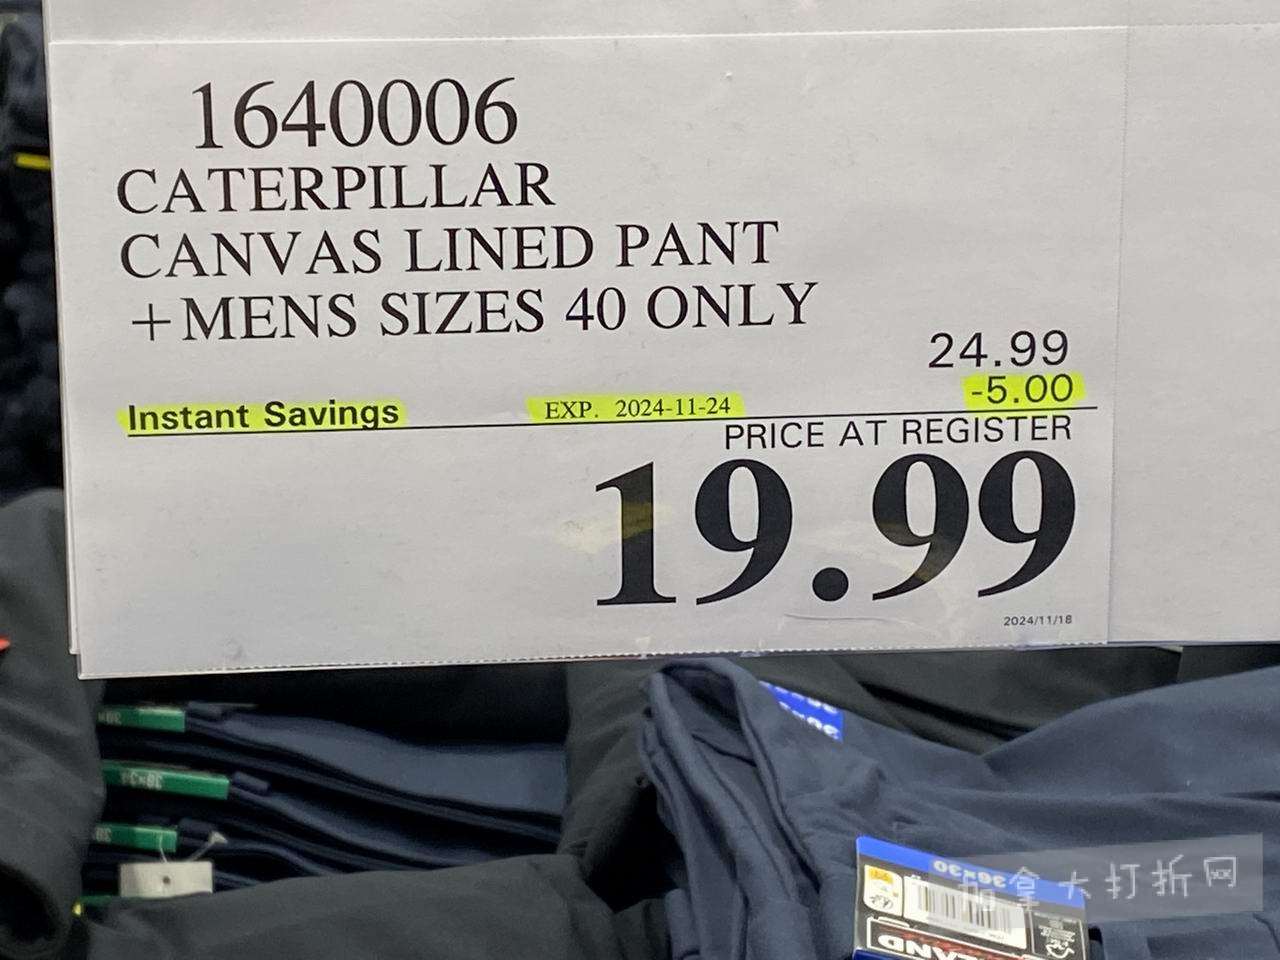 1640006
CATERPILLAR
CANVAS LINED PANT
+MENS SIZES 40 ONLY
24.99
-5.00
Instant Savings EXP. 2024-11-24
PRICE AT REGISTER
19.99
2024/11/18
36x30
加拿大打折网